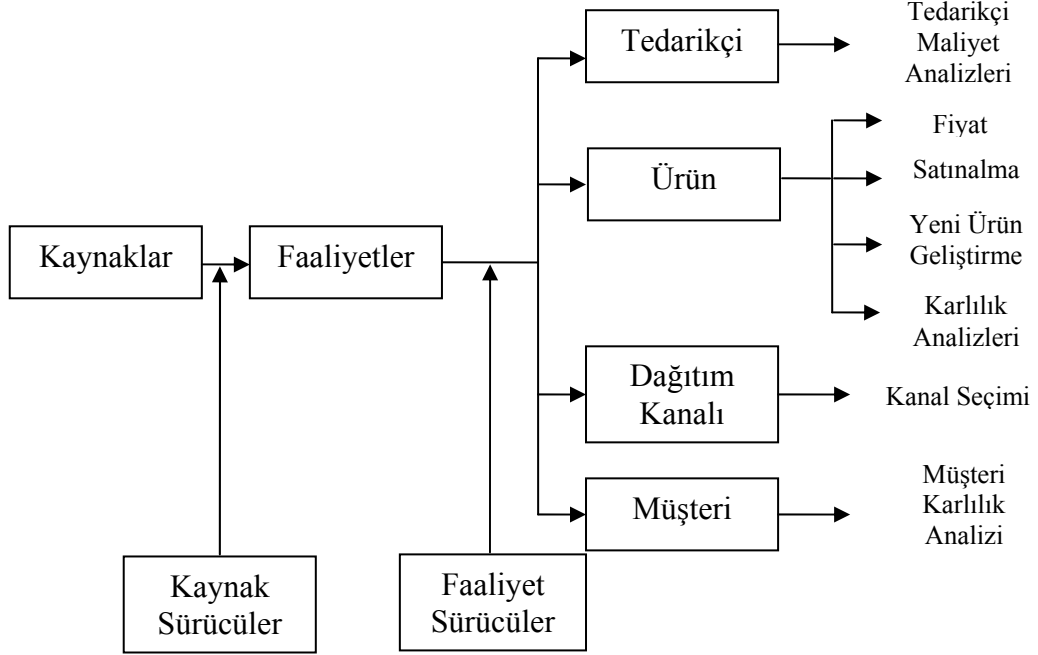 Tedarikçi
Tedarikçi
Maliyet
Analizleri
Ürün
Fiyat
Satınalma
Yeni Ürün
Geliştirme
Karlılık
Analizleri
Kaynaklar
Faaliyetler
Dağıtım
Kanalı
Kanal Seçimi
Müşteri
Müşteri
Karlılık
Analizi
Kaynak
Sürücüler
Faaliyet
Sürücüler